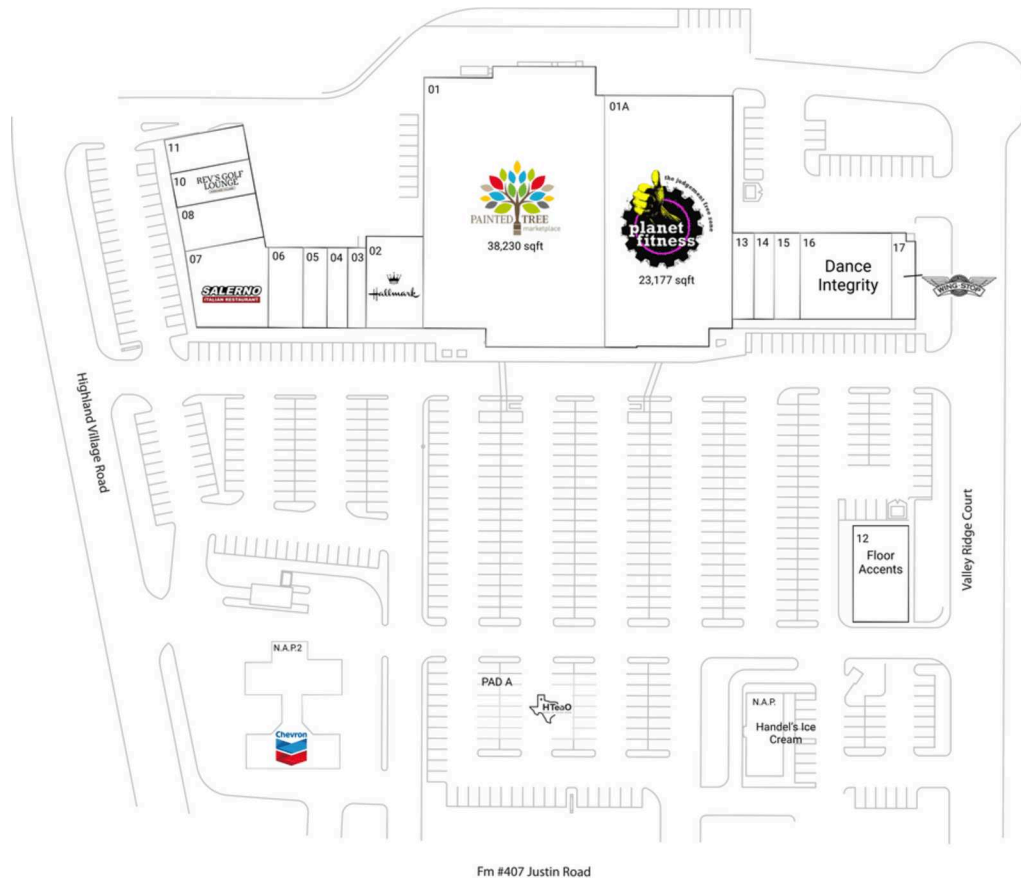 01
01A
the judgement free zone
planet
fitness
23,177 sqft
PAINTED TREE
marketplace
38,230 sqft
11
10
REV'S GOLF
LOUNGE
08
07
SALERNO
ITALIAN RESTAURANT
06
05
04
03
02
Hallmark
13
14
15
16
Dance
Integrity
17
WING STOP
Highland Village Road
Valley Ridge Court
12
Floor
Accents
N.A.P.2
Chevron
PAD A
HTeaO
N.A.P.
Handel's Ice
Cream
Fm #407 Justin Road